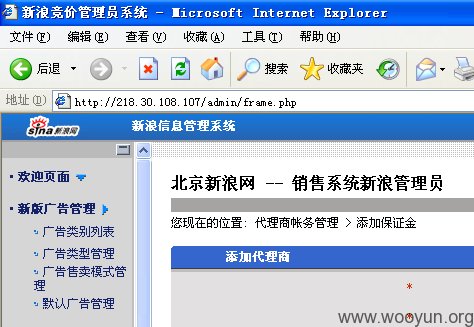 新浪竞价管理员系统 - Microsoft Internet Explorer
文件(F) 编辑(E) 查看(V) 收藏(A) 工具(T) 帮助(H)
后退 搜索 收藏夹
地址(D) http://218.30.108.107/admin/frame.php
sina 新浪网 新浪信息管理系统
欢迎页面
新版广告管理
广告类别列表
广告类型管理
广告售卖模式管理
默认广告管理
北京新浪网 -- 销售系统新浪管理员
您现在的位置: 代理商帐务管理 > 添加保证金
添加代理商
*
*
www.wooyun.org